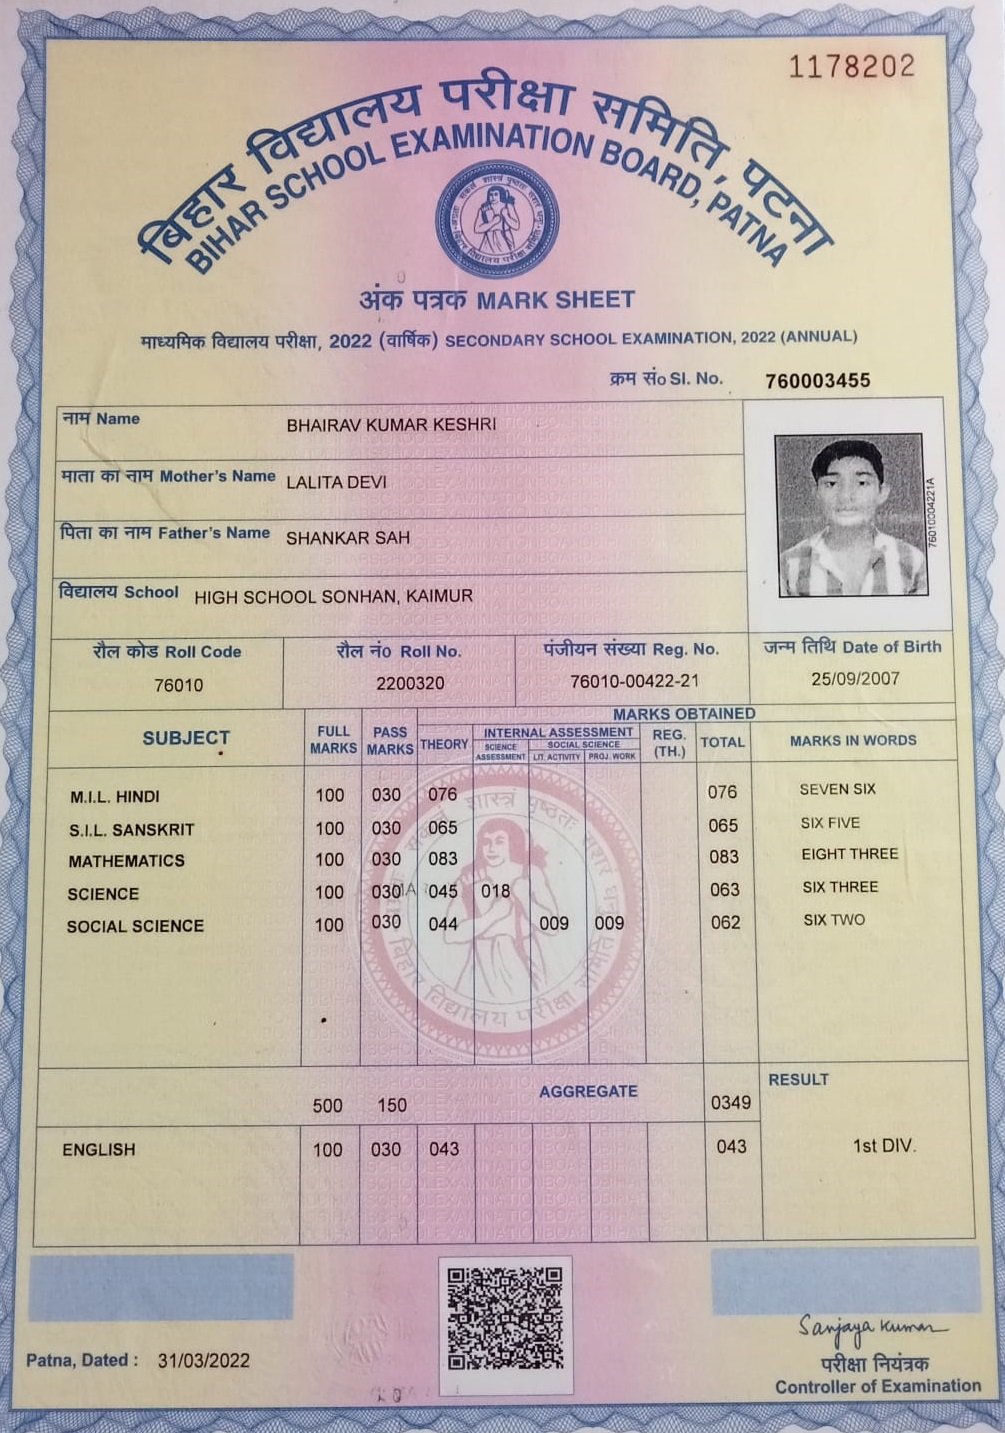 1178202
बिहार विद्यालय परीक्षा समिति, पटना
BIHAR SCHOOL EXAMINATION BOARD, PATNA
अंक पत्रक MARK SHEET
माध्यमिक विद्यालय परीक्षा, 2022 (वार्षिक) SECONDARY SCHOOL EXAMINATION, 2022 (ANNUAL)
क्रम सं० Sl. No. 760003455
नाम Name BHAIRAV KUMAR KESHRI
माता का नाम Mother's Name LALITA DEVI
पिता का नाम Father's Name SHANKAR SAH
विद्यालय School HIGH SCHOOL SONHAN, KAIMUR
76010004221A
रौल कोड Roll Code रौल नं० Roll No. पंजीयन संख्या Reg. No. जन्म तिथि Date of Birth
76010 2200320 76010-00422-21 25/09/2007
MARKS OBTAINED
SUBJECT FULL MARKS PASS MARKS THEORY INTERNAL ASSESSMENT REG. (TH.) TOTAL MARKS IN WORDS
SCIENCE ASSESSMENT SOCIAL SCIENCE
LIT. ACTIVITY PROJ. WORK
M.I.L. HINDI 100 030 076 076 SEVEN SIX
S.I.L. SANSKRIT 100 030 065 065 SIX FIVE
MATHEMATICS 100 030 083 083 EIGHT THREE
SCIENCE 100 030 045 018 063 SIX THREE
SOCIAL SCIENCE 100 030 044 009 009 062 SIX TWO
बिहार विद्यालय परीक्षा समिति
AGGREGATE RESULT
500 150 0349
ENGLISH 100 030 043 043 1st DIV.
Sanjaya Kumar
Patna, Dated : 31/03/2022
परीक्षा नियंत्रक
Controller of Examination